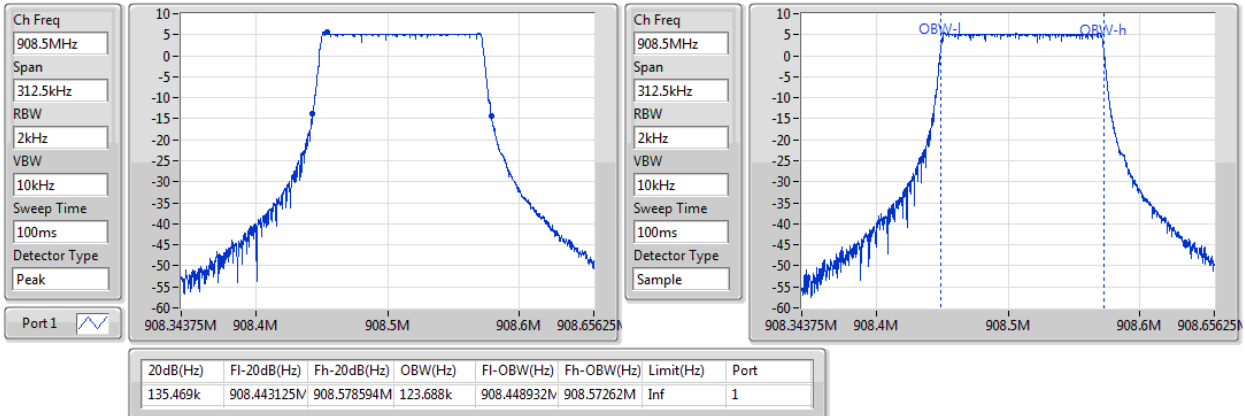 Ch Freq
908.5MHz
Span
312.5kHz
RBW
2kHz
VBW
10kHz
Sweep Time
100ms
Detector Type
Peak
Port 1
10
5
0
-5
-10
-15
-20
-25
-30
-35
-40
-45
-50
-55
-60
908.34375M 908.4M 908.5M 908.6M 908.65625M
Ch Freq
908.5MHz
Span
312.5kHz
RBW
2kHz
VBW
10kHz
Sweep Time
100ms
Detector Type
Sample
10
5
0
-5
-10
-15
-20
-25
-30
-35
-40
-45
-50
-55
-60
OBW-l OBW-h
908.34375M 908.4M 908.5M 908.6M 908.65625M
20dB(Hz) Fl-20dB(Hz) Fh-20dB(Hz) OBW(Hz) Fl-OBW(Hz) Fh-OBW(Hz) Limit(Hz) Port
135.469k 908.443125M 908.578594M 123.688k 908.448932M 908.57262M Inf 1